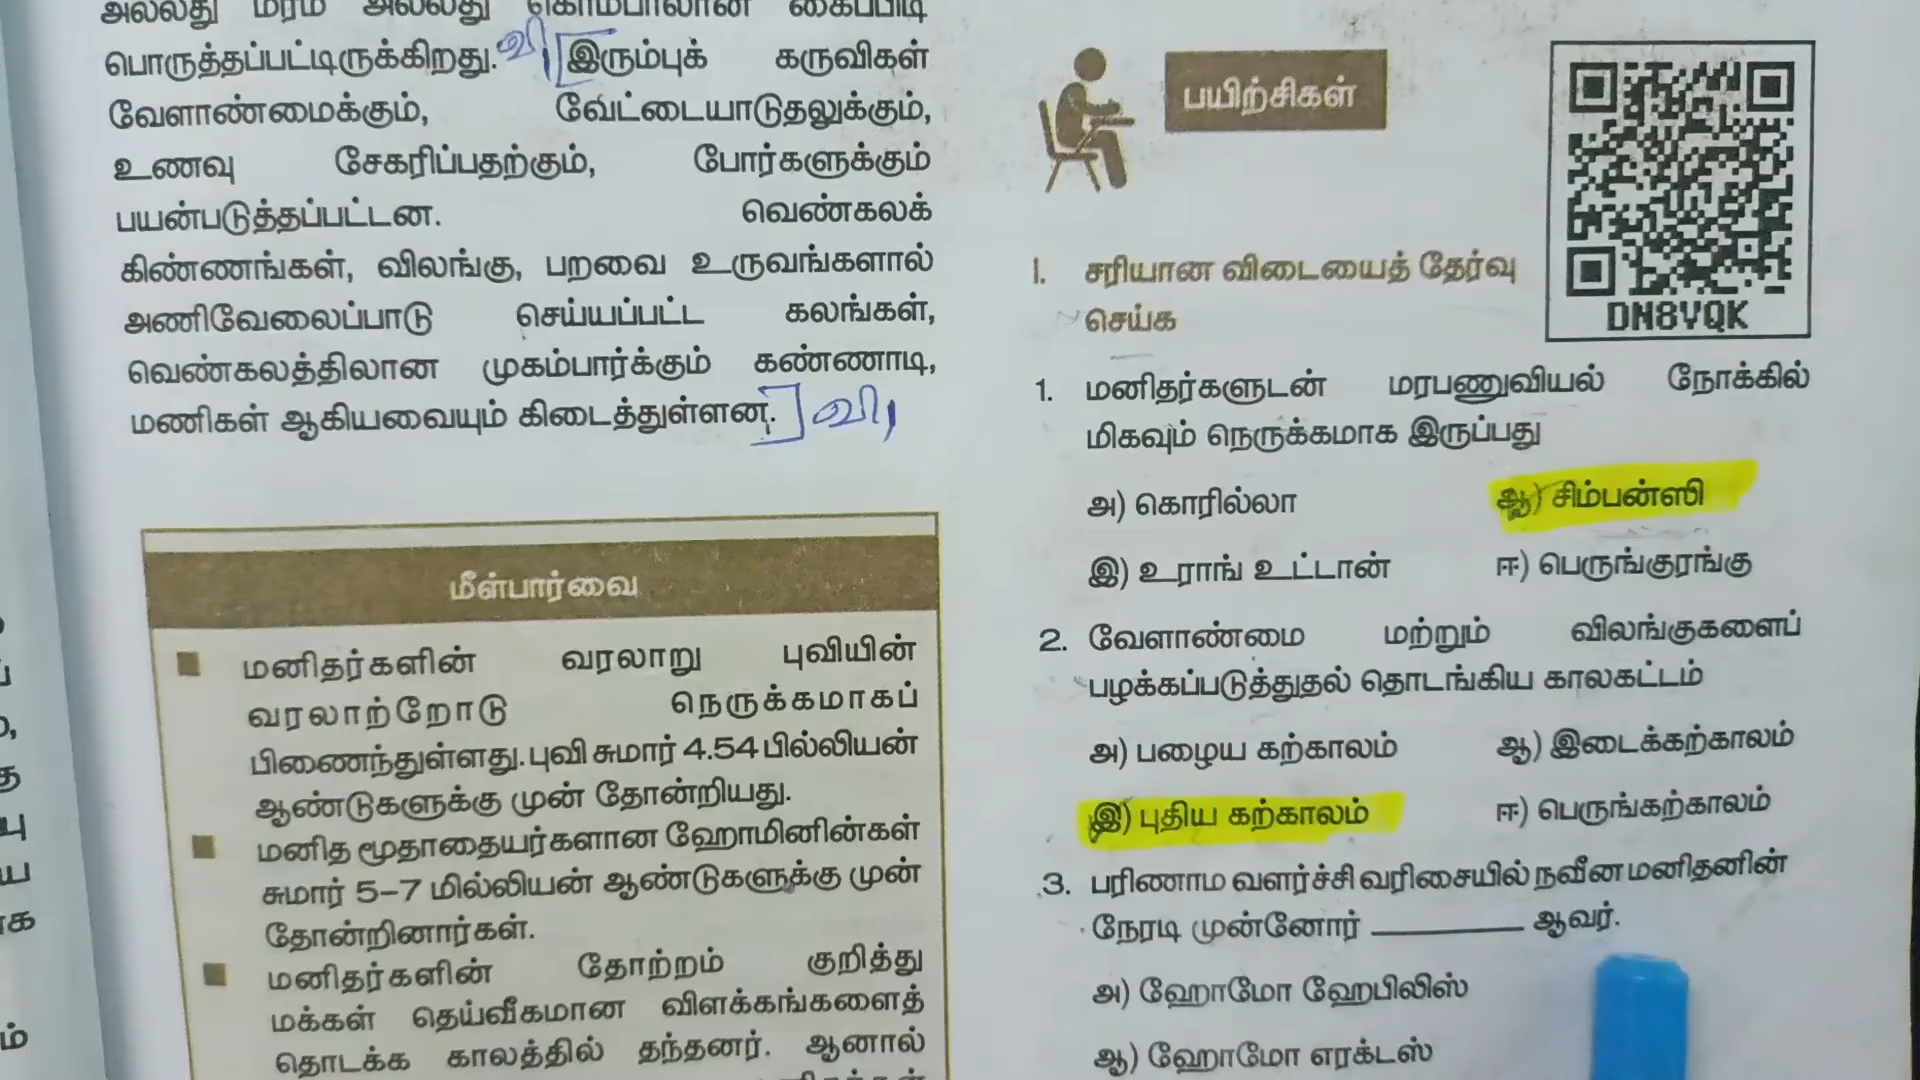 அல்லது மரம் அல்லது கொம்பாலான கைப்பிடி
பொருத்தப்பட்டிருக்கிறது. வி இரும்புக் கருவிகள்
வேளாண்மைக்கும், வேட்டையாடுதலுக்கும்,
உணவு சேகரிப்பதற்கும், போர்களுக்கும்
பயன்படுத்தப்பட்டன. வெண்கலக்
கிண்ணங்கள், விலங்கு, பறவை உருவங்களால்
அணிவேலைப்பாடு செய்யப்பட்ட கலங்கள்,
வெண்கலத்திலான முகம்பார்க்கும் கண்ணாடி,
மணிகள் ஆகியவையும் கிடைத்துள்ளன. வி
மீள்பார்வை
மனிதர்களின் வரலாறு புவியின்
வரலாற்றோடு நெருக்கமாகப்
பிணைந்துள்ளது. புவி சுமார் 4.54 பில்லியன்
ஆண்டுகளுக்கு முன் தோன்றியது.
மனித மூதாதையர்களான ஹோமினின்கள்
சுமார் 5-7 மில்லியன் ஆண்டுகளுக்கு முன்
தோன்றினார்கள்.
மனிதர்களின் தோற்றம் குறித்து
மக்கள் தெய்வீகமான விளக்கங்களைத்
தொடக்க காலத்தில் தந்தனர். ஆனால்
பயிற்சிகள்
DN8VQK
I. சரியான விடையைத் தேர்வு
செய்க
1. மனிதர்களுடன் மரபணுவியல் நோக்கில்
மிகவும் நெருக்கமாக இருப்பது
அ) கொரில்லா ஆ) சிம்பன்ஸி
இ) உராங் உட்டான் ஈ) பெருங்குரங்கு
2. வேளாண்மை மற்றும் விலங்குகளைப்
பழக்கப்படுத்துதல் தொடங்கிய காலகட்டம்
அ) பழைய கற்காலம் ஆ) இடைக்கற்காலம்
இ) புதிய கற்காலம் ஈ) பெருங்கற்காலம்
3. பரிணாம வளர்ச்சி வரிசையில் நவீன மனிதனின்
நேரடி முன்னோர் ________ ஆவர்.
அ) ஹோமோ ஹேபிலிஸ்
ஆ) ஹோமோ எரக்டஸ்